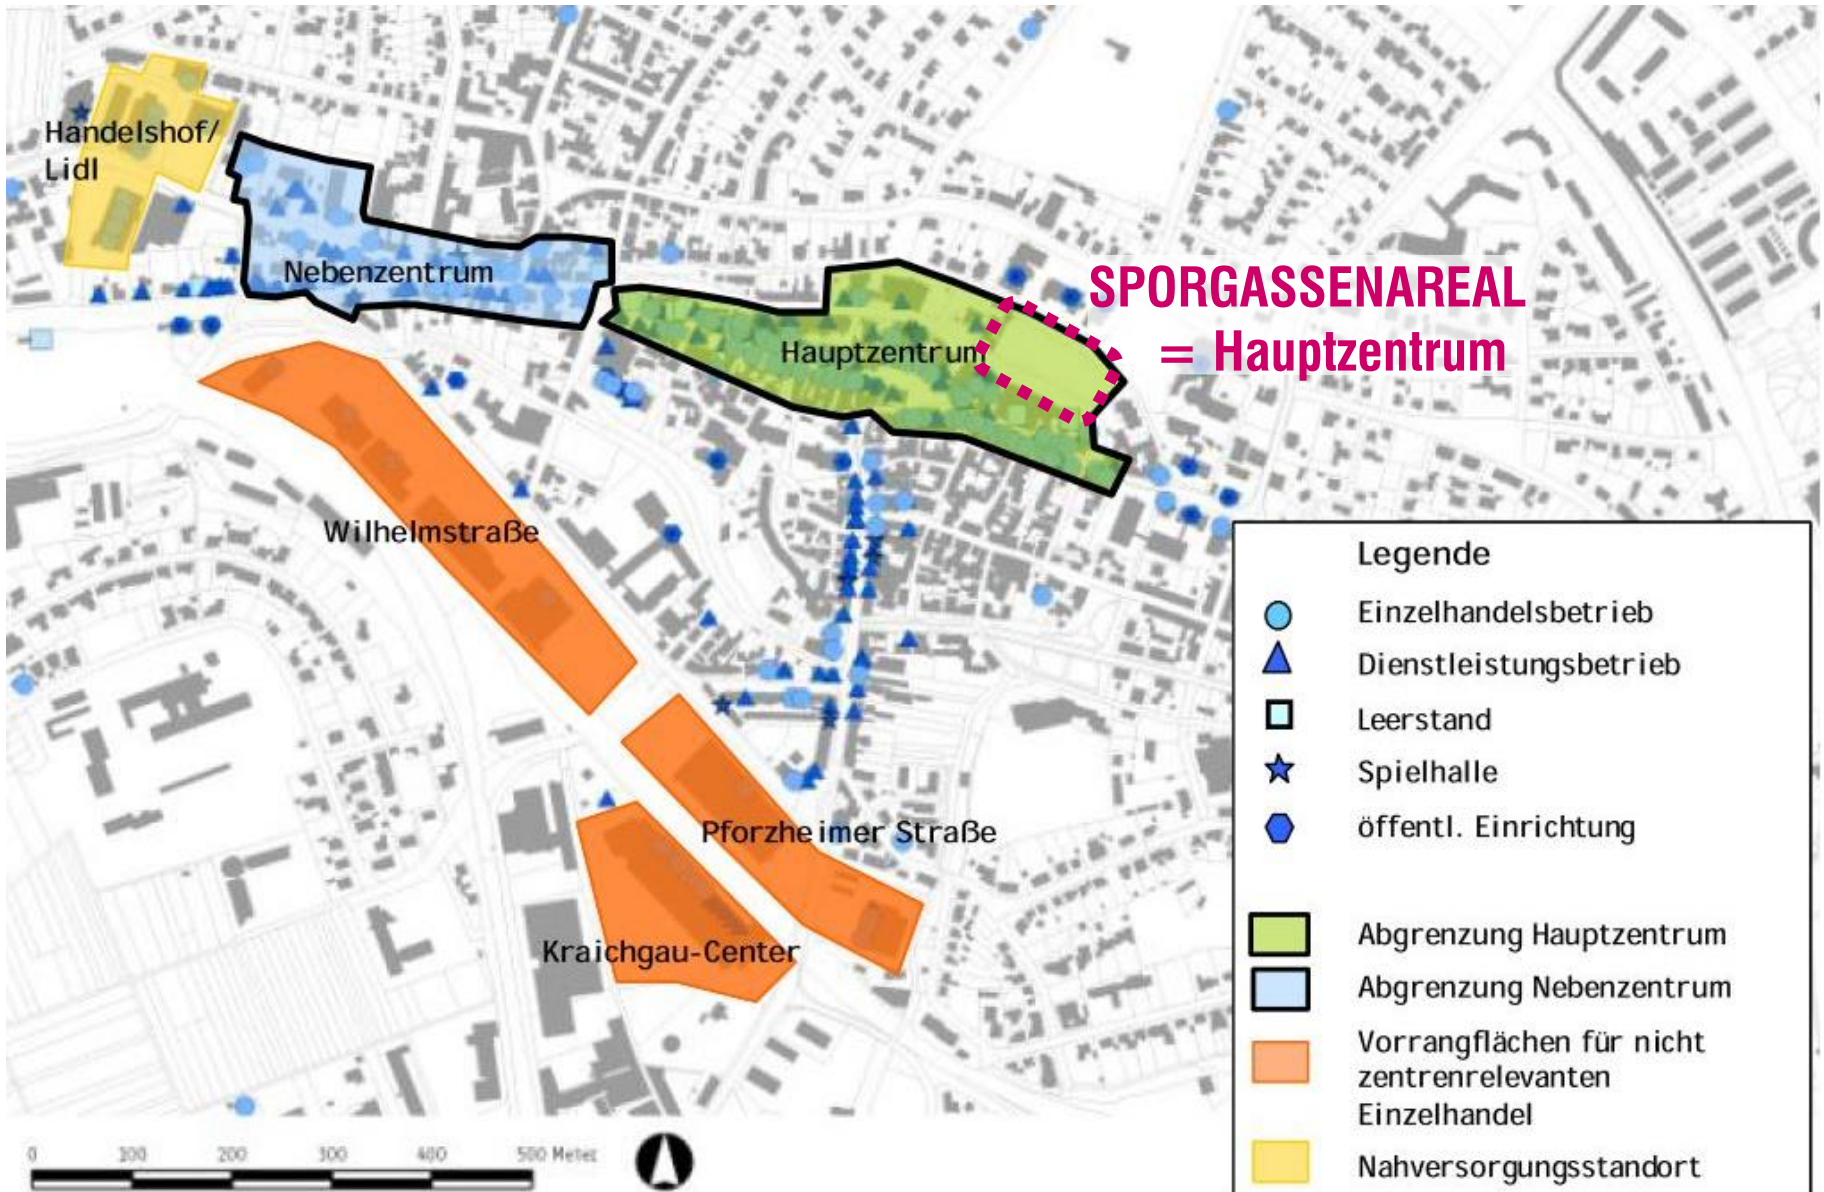 Handelshof/
Lidl
Nebenzentrum
SPORGASSENAREAL
= Hauptzentrum
Hauptzentrum
Wilhelmstraße
Pforzheimer Straße
Kraichgau-Center
Legende
Einzelhandelsbetrieb
Dienstleistungsbetrieb
Leerstand
Spielhalle
öffentl. Einrichtung
Abgrenzung Hauptzentrum
Abgrenzung Nebenzentrum
Vorrangflächen für nicht
zentrenrelevanten
Einzelhandel
Nahversorgungsstandort
0 100 200 300 400 500 Meter